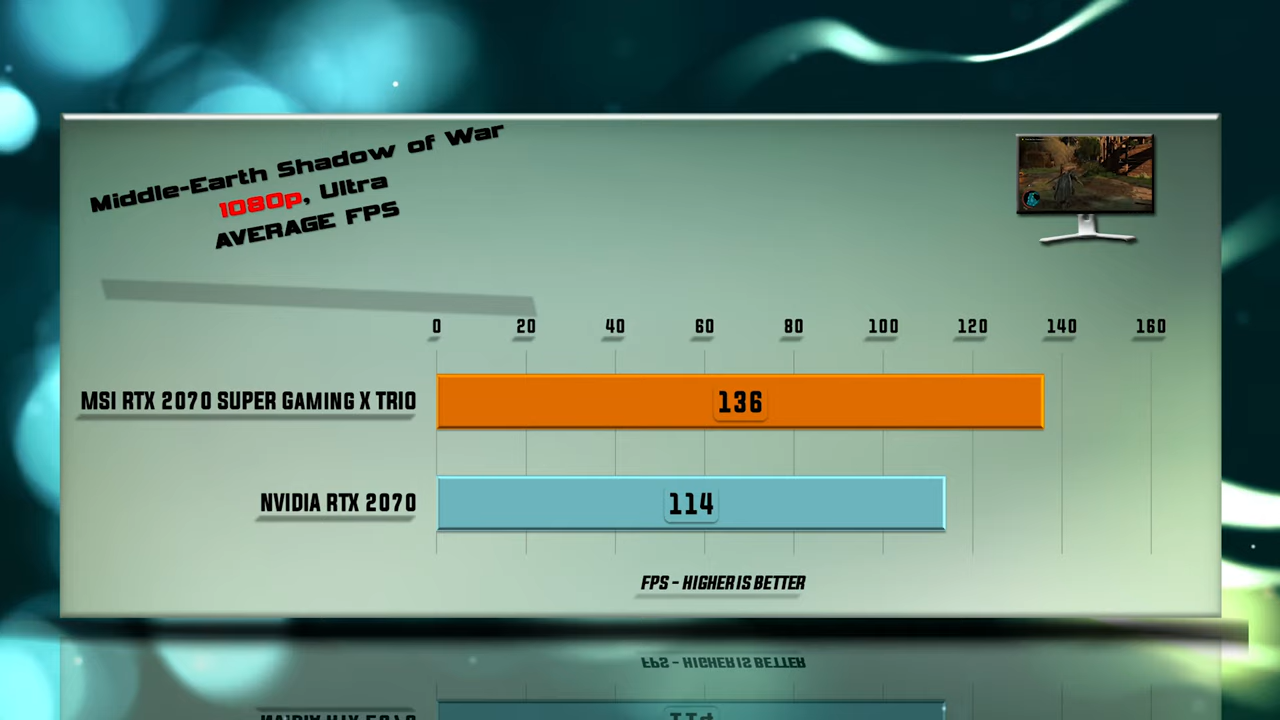 Middle-Earth Shadow of War
1080p, Ultra
AVERAGE FPS
0 20 40 60 80 100 120 140 160
MSI RTX 2070 SUPER GAMING X TRIO
136
NVIDIA RTX 2070
114
FPS - HIGHER IS BETTER